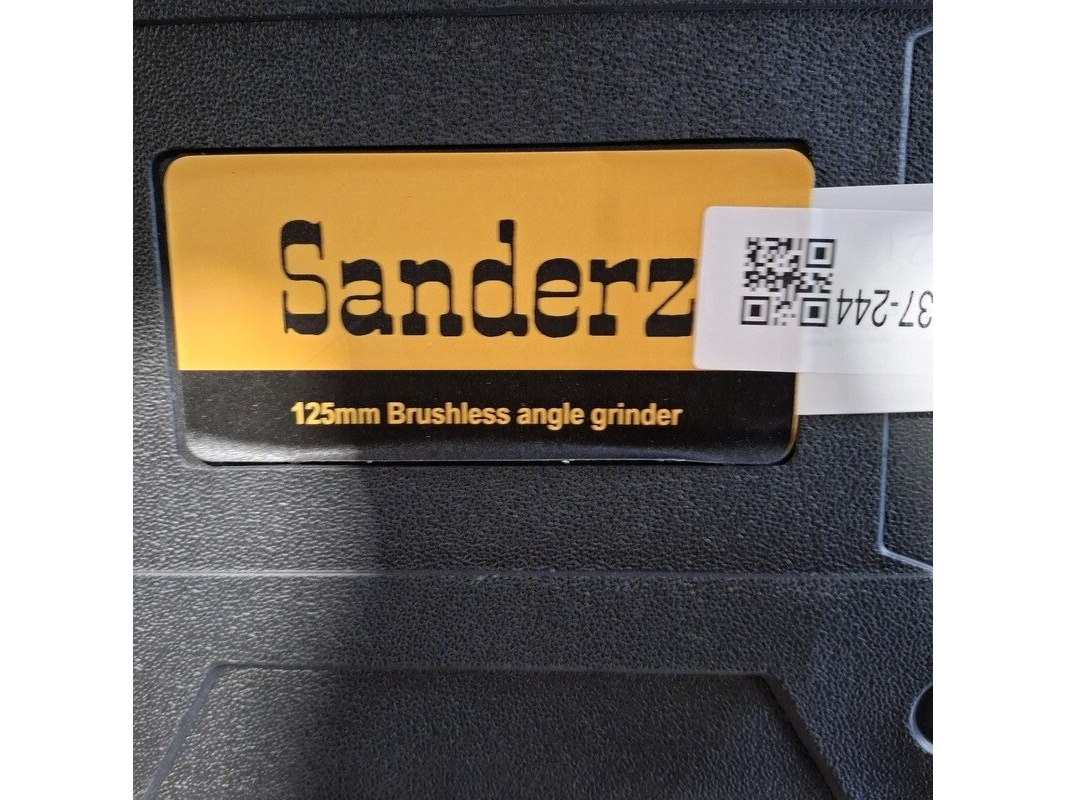 Sanderz
125mm Brushless angle grinder
37-244